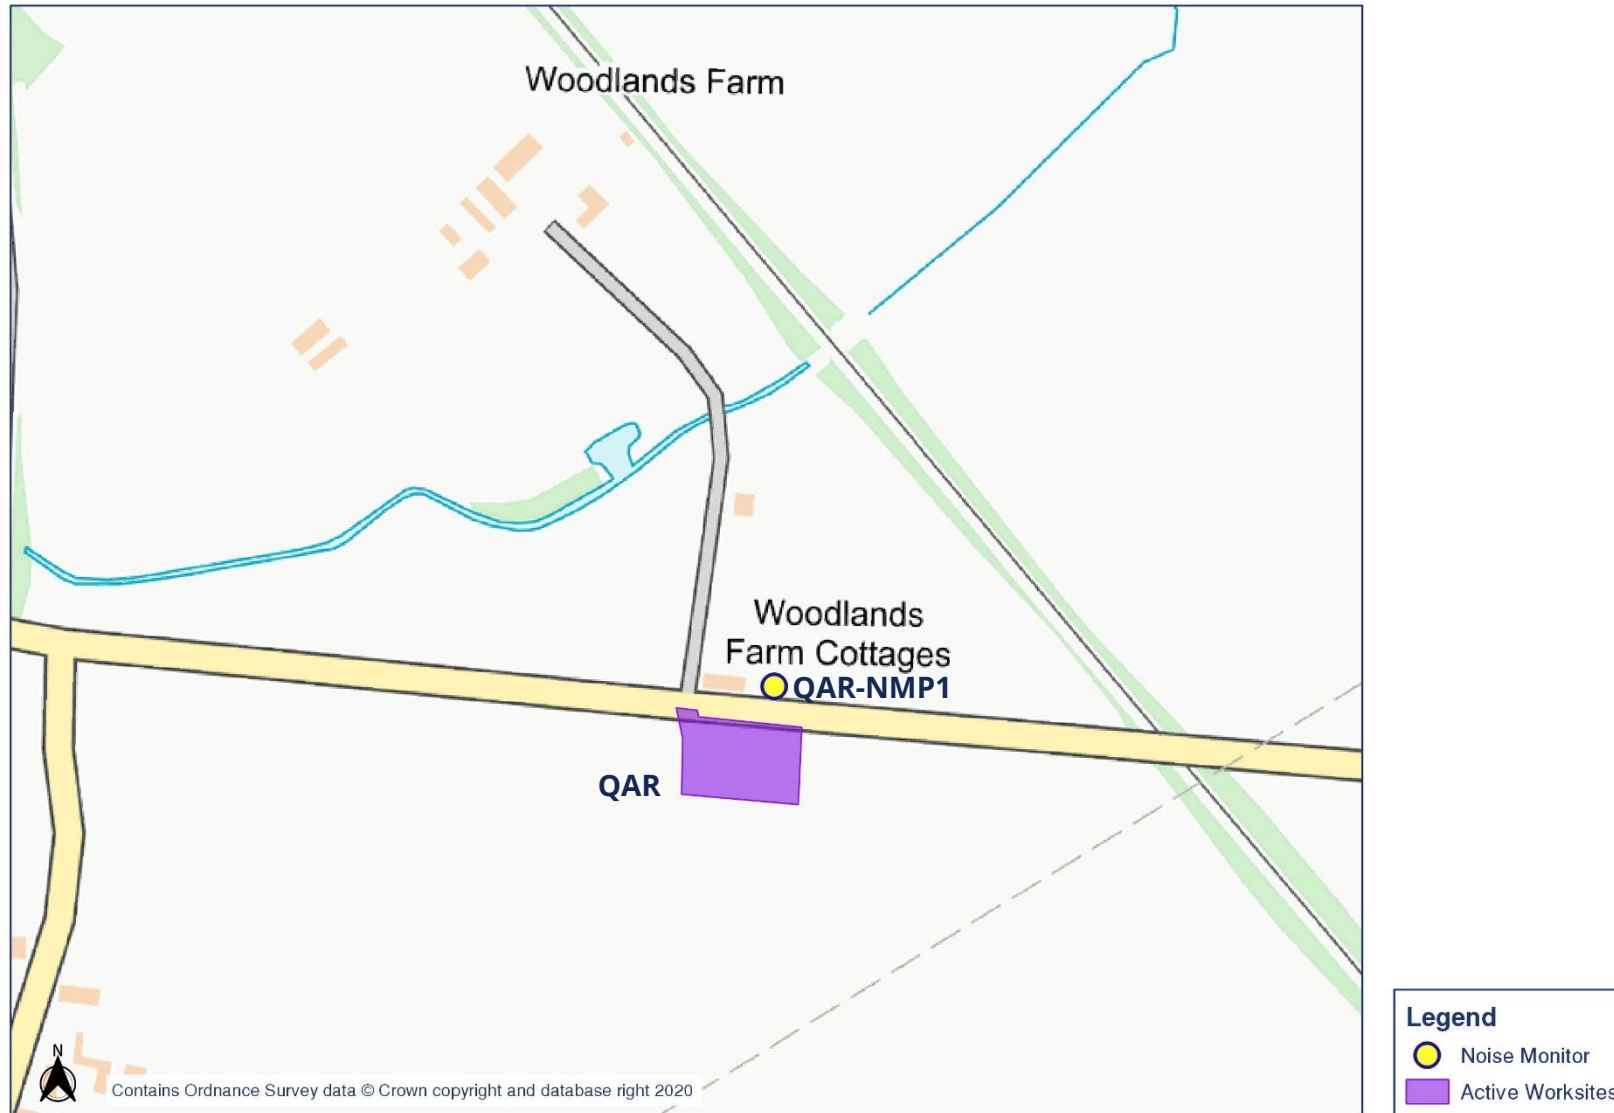 Woodlands Farm
Woodlands
Farm Cottages
QAR-NMP1
QAR
N
Contains Ordnance Survey data © Crown copyright and database right 2020
Legend
Noise Monitor
Active Worksites